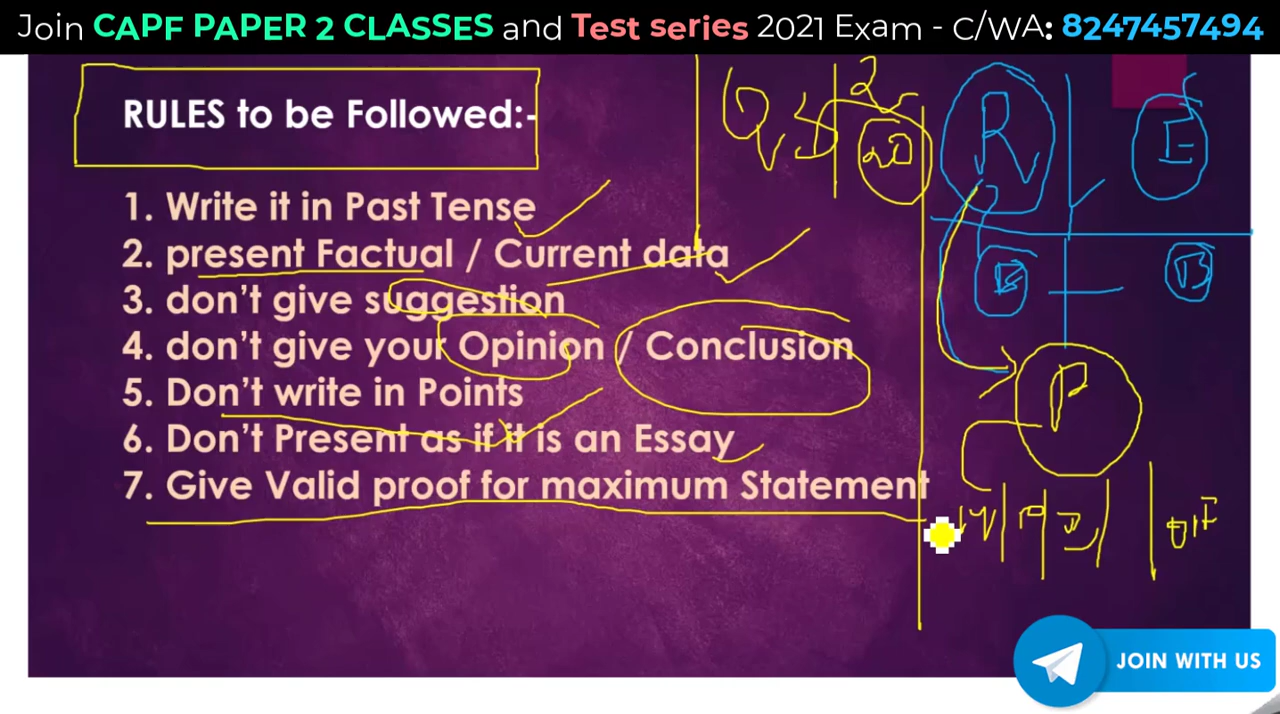 Join CAPF PAPER 2 CLASSES and Test series 2021 Exam - C/WA: 8247457494
RULES to be Followed:-
1. Write it in Past Tense
2. present Factual / Current data
3. don't give suggestion
4. don't give your Opinion / Conclusion
5. Don't write in Points
6. Don't Present as if it is an Essay
7. Give Valid proof for maximum Statement
2
20
R
E
B
B
P
JOIN WITH US